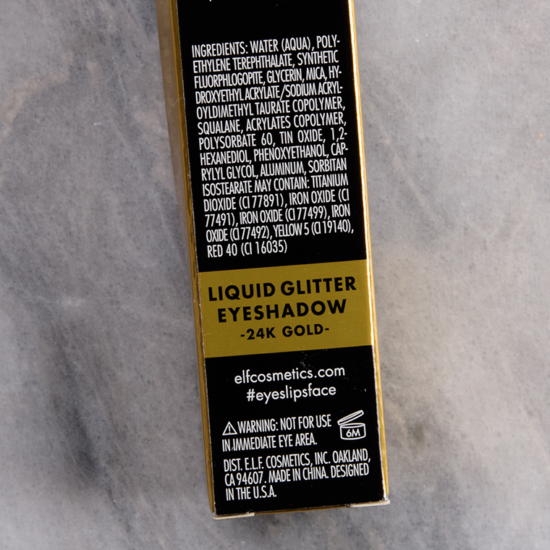 INGREDIENTS: WATER (AQUA), POLY-
ETHYLENE TEREPHTHALATE, SYNTHETIC
FLUORPHLOGOPITE, GLYCERIN, MICA, HY-
DROXYETHYL ACRYLATE/SODIUM ACRYL-
OYLDIMETHYL TAURATE COPOLYMER,
SQUALANE, ACRYLATES COPOLYMER,
POLYSORBATE 60, TIN OXIDE, 1,2-
HEXANEDIOL, PHENOXYETHANOL, CAP-
RYLYL GLYCOL, ALUMINUM, SORBITAN
ISOSTEARATE MAY CONTAIN: TITANIUM
DIOXIDE (CI 77891), IRON OXIDE (CI
77491), IRON OXIDE (CI 77499), IRON
OXIDE (CI 77492), YELLOW 5 (CI 19140),
RED 40 (CI 16035)
LIQUID GLITTER
EYESHADOW
-24K GOLD-
elfcosmetics.com
#eyeslipsface
WARNING: NOT FOR USE
IN IMMEDIATE EYE AREA.
6M
DIST. E.L.F. COSMETICS, INC. OAKLAND,
CA 94607. MADE IN CHINA. DESIGNED
IN THE U.S.A.